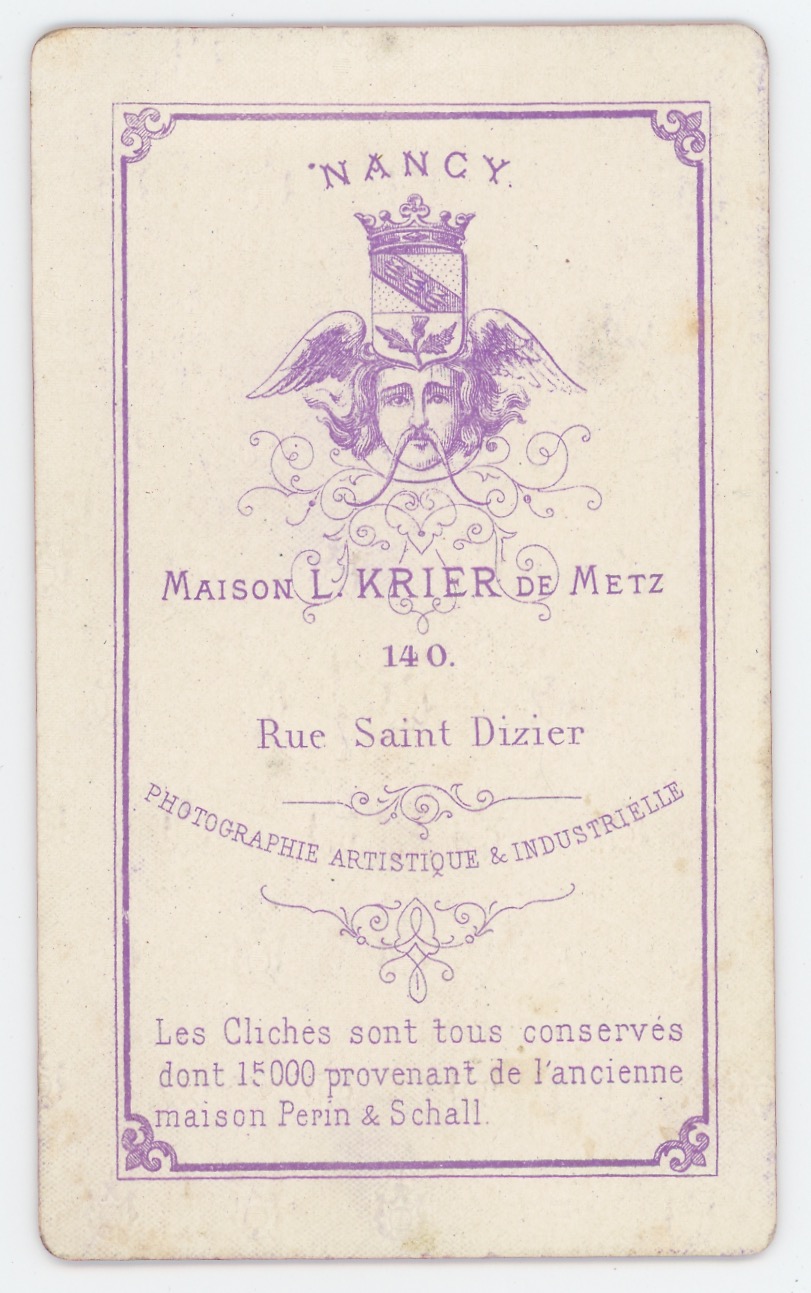 NANCY.
MAISON L. KRIER DE METZ
140.
Rue Saint Dizier
PHOTOGRAPHIE ARTISTIQUE & INDUSTRIELLE
Les Clichés sont tous conservés
dont 15000 provenant de l'ancienne
maison Perin & Schall.